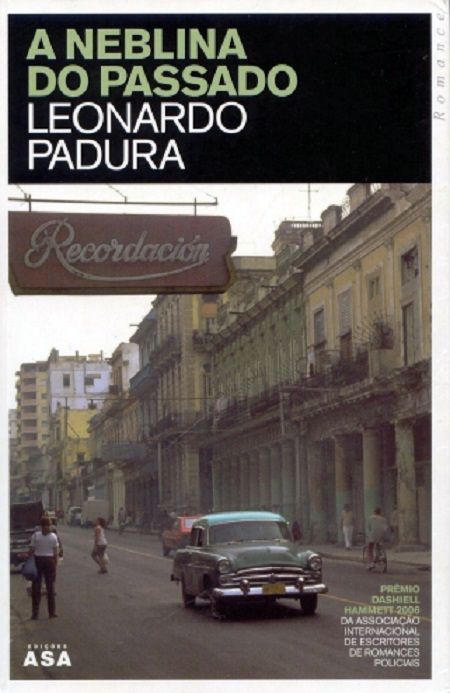 A NEBLINA
DO PASSADO
LEONARDO
PADURA
Romance
Recordación
PRÉMIO
DASHIELL
HAMMETT 2006
DA ASSOCIAÇÃO
INTERNACIONAL
DE ESCRITORES
DE ROMANCES
POLICIAIS
EDIÇÕES
ASA